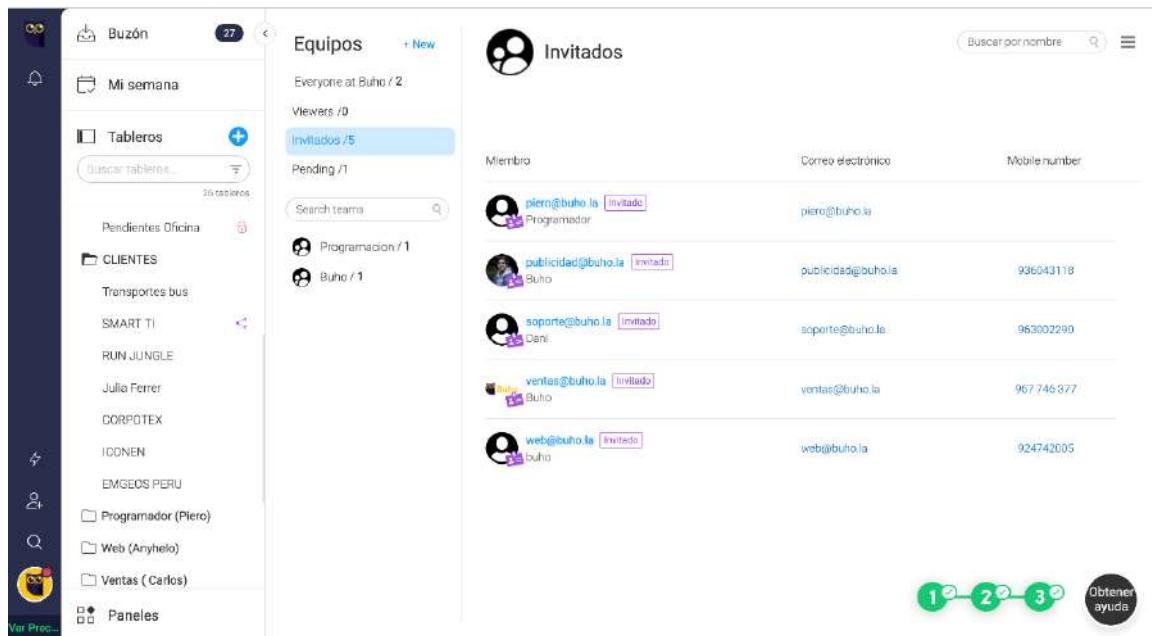 Buzón 27
Mi semana
Tableros
Buscar tableros...
26 tableros
Pendientes Oficina
CLIENTES
Transportes bus
SMART TI
RUN JUNGLE
Julia Ferrer
CORPOTEX
ICONEN
EMGEOS PERU
Programador (Piero)
Web (Anyhelo)
Ventas ( Carlos)
Paneles
Ver Prec...
Equipos + New
Everyone at Buho / 2
Viewers /0
Invitados /5
Pending /1
Search teams
Programacion / 1
Buho / 1
Invitados
Buscar por nombre
Miembro Correo electrónico Mobile number
piero@buho.la Invitado
Programador
piero@buho.la
publicidad@buho.la Invitado
Buho
publicidad@buho.la 936043118
soporte@buho.la Invitado
Dani
soporte@buho.la 963002290
ventas@buho.la Invitado
Buho
ventas@buho.la 967 746 377
web@buho.la Invitado
buho
web@buho.la 924742005
1 2 3
Obtener
ayuda